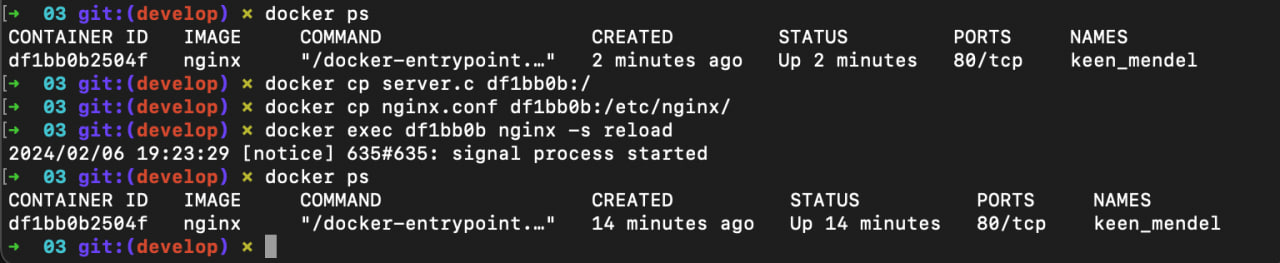 [➜ 03 git:(develop) ✗ docker ps
CONTAINER ID IMAGE COMMAND CREATED STATUS PORTS NAMES
df1bb0b2504f nginx "/docker-entrypoint.…" 2 minutes ago Up 2 minutes 80/tcp keen_mendel
[➜ 03 git:(develop) ✗ docker cp server.c df1bb0b:/
[➜ 03 git:(develop) ✗ docker cp nginx.conf df1bb0b:/etc/nginx/
[➜ 03 git:(develop) ✗ docker exec df1bb0b nginx -s reload
2024/02/06 19:23:29 [notice] 635#635: signal process started
[➜ 03 git:(develop) ✗ docker ps
CONTAINER ID IMAGE COMMAND CREATED STATUS PORTS NAMES
df1bb0b2504f nginx "/docker-entrypoint.…" 14 minutes ago Up 14 minutes 80/tcp keen_mendel
➜ 03 git:(develop) ✗